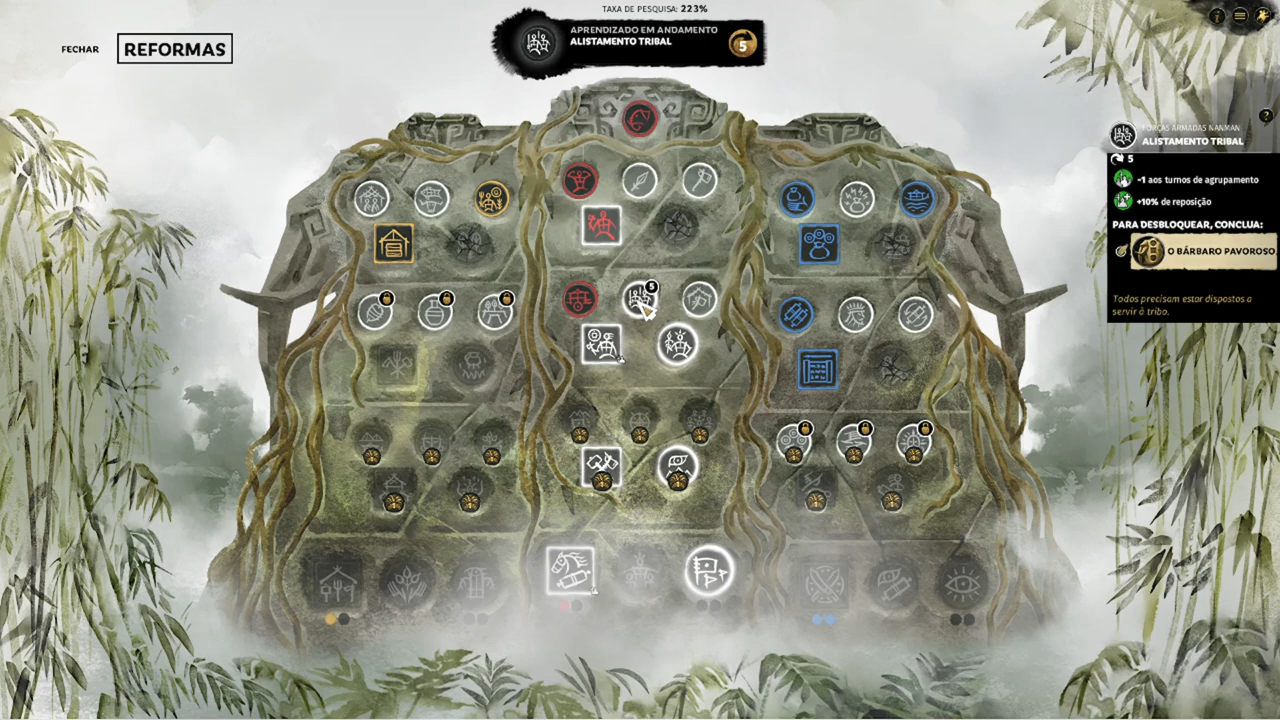 TAXA DE PESQUISA: 223%
FECHAR
REFORMAS
APRENDIZADO EM ANDAMENTO
ALISTAMENTO TRIBAL
5
FORÇAS ARMADAS NANMAN
ALISTAMENTO TRIBAL
5
-1 aos turnos de agrupamento
+10% de reposição
PARA DESBLOQUEAR, CONCLUA:
O BÁRBARO PAVOROSO
Todos precisam estar dispostos a
servir à tribo.
5
?